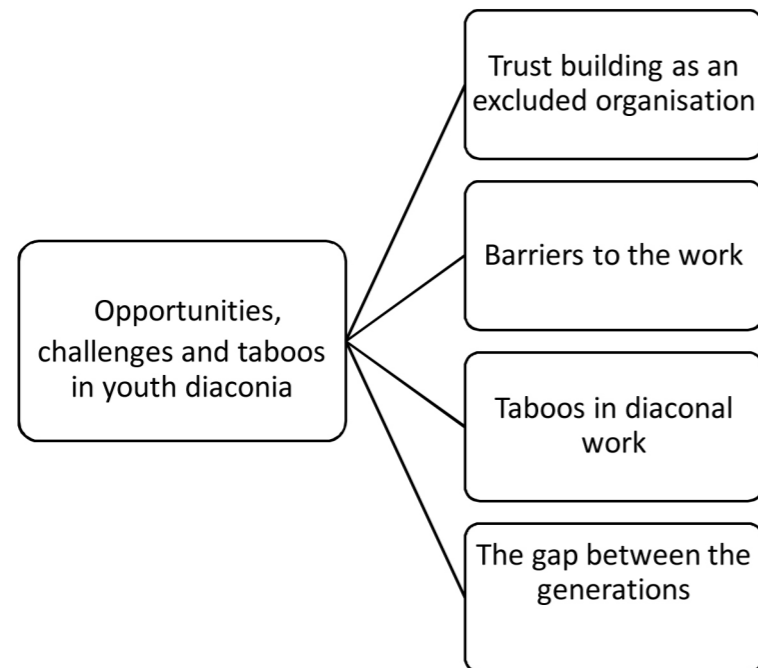 Opportunities,
challenges and taboos
in youth diaconia
Trust building as an
excluded organisation
Barriers to the work
Taboos in diaconal
work
The gap between the
generations